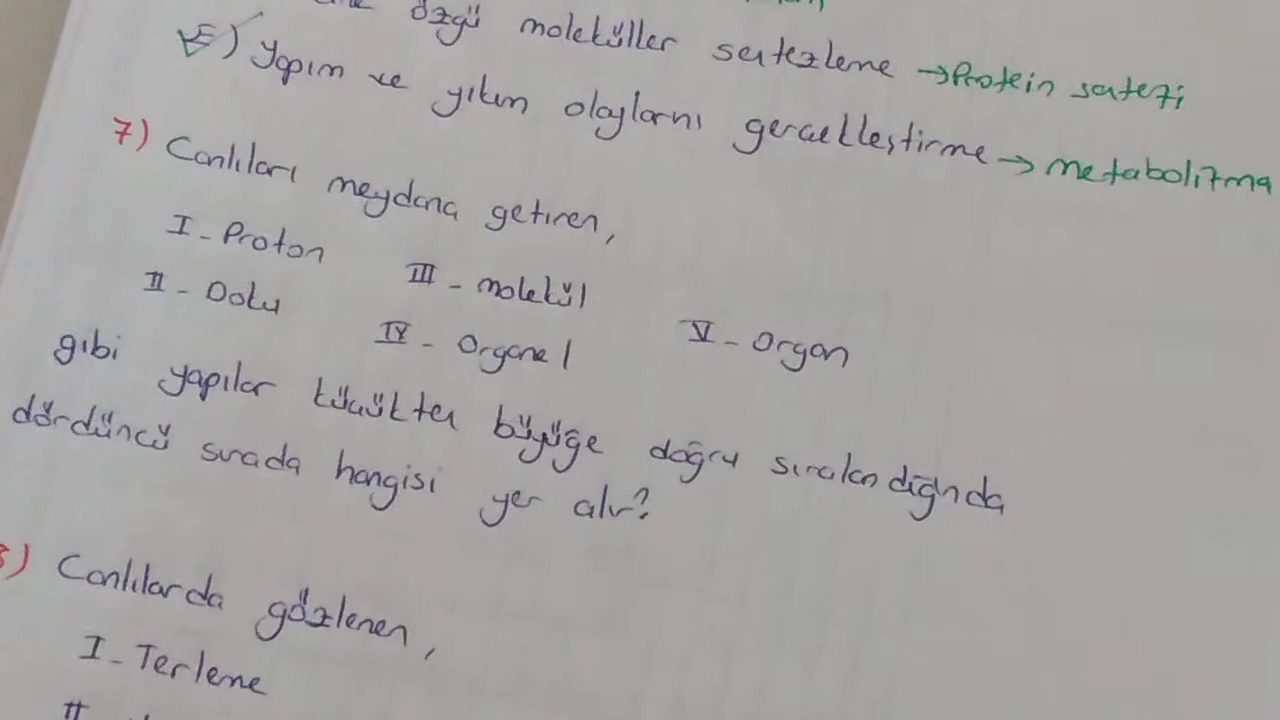 özgü moleküller sentezleme → Protein sentezi
E) Yapım ve yıkım olaylarını gerçekleştirme → metabolizma
7) Canlıları meydana getiren,
I - Proton III - molekül V - Organ
II - Doku IV - Organel
gibi yapılar küçükten büyüğe doğru sıralandığında
dördüncü sırada hangisi yer alır?
Canlılarda gözlenen,
I - Terleme
II